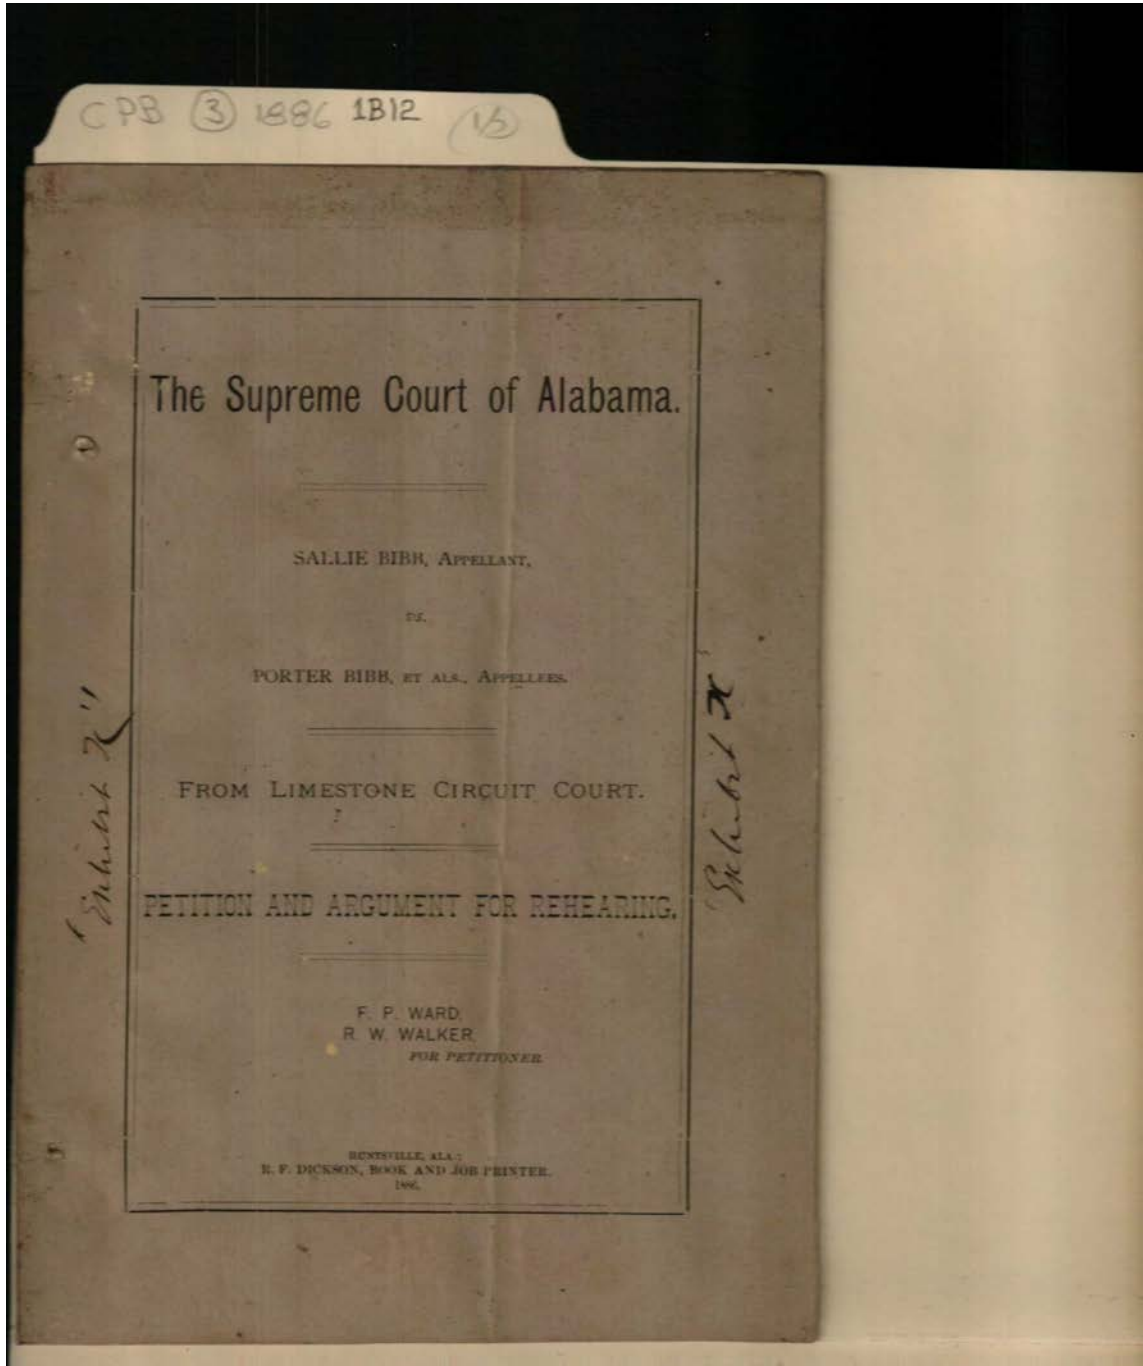 CPB ③ 1886 1B12 (1/5)
The Supreme Court of Alabama.
SALLIE BIBB, APPELLANT,
vs.
PORTER BIBB, ET ALS., APPELLEES.
FROM LIMESTONE CIRCUIT COURT.
PETITION AND ARGUMENT FOR REHEARING.
F. P. WARD,
R. W. WALKER,
FOR PETITIONER.
HUNTSVILLE, ALA.:
R. F. DICKSON, BOOK AND JOB PRINTER.
1886.
"Exhibit X"
"Exhibit X"